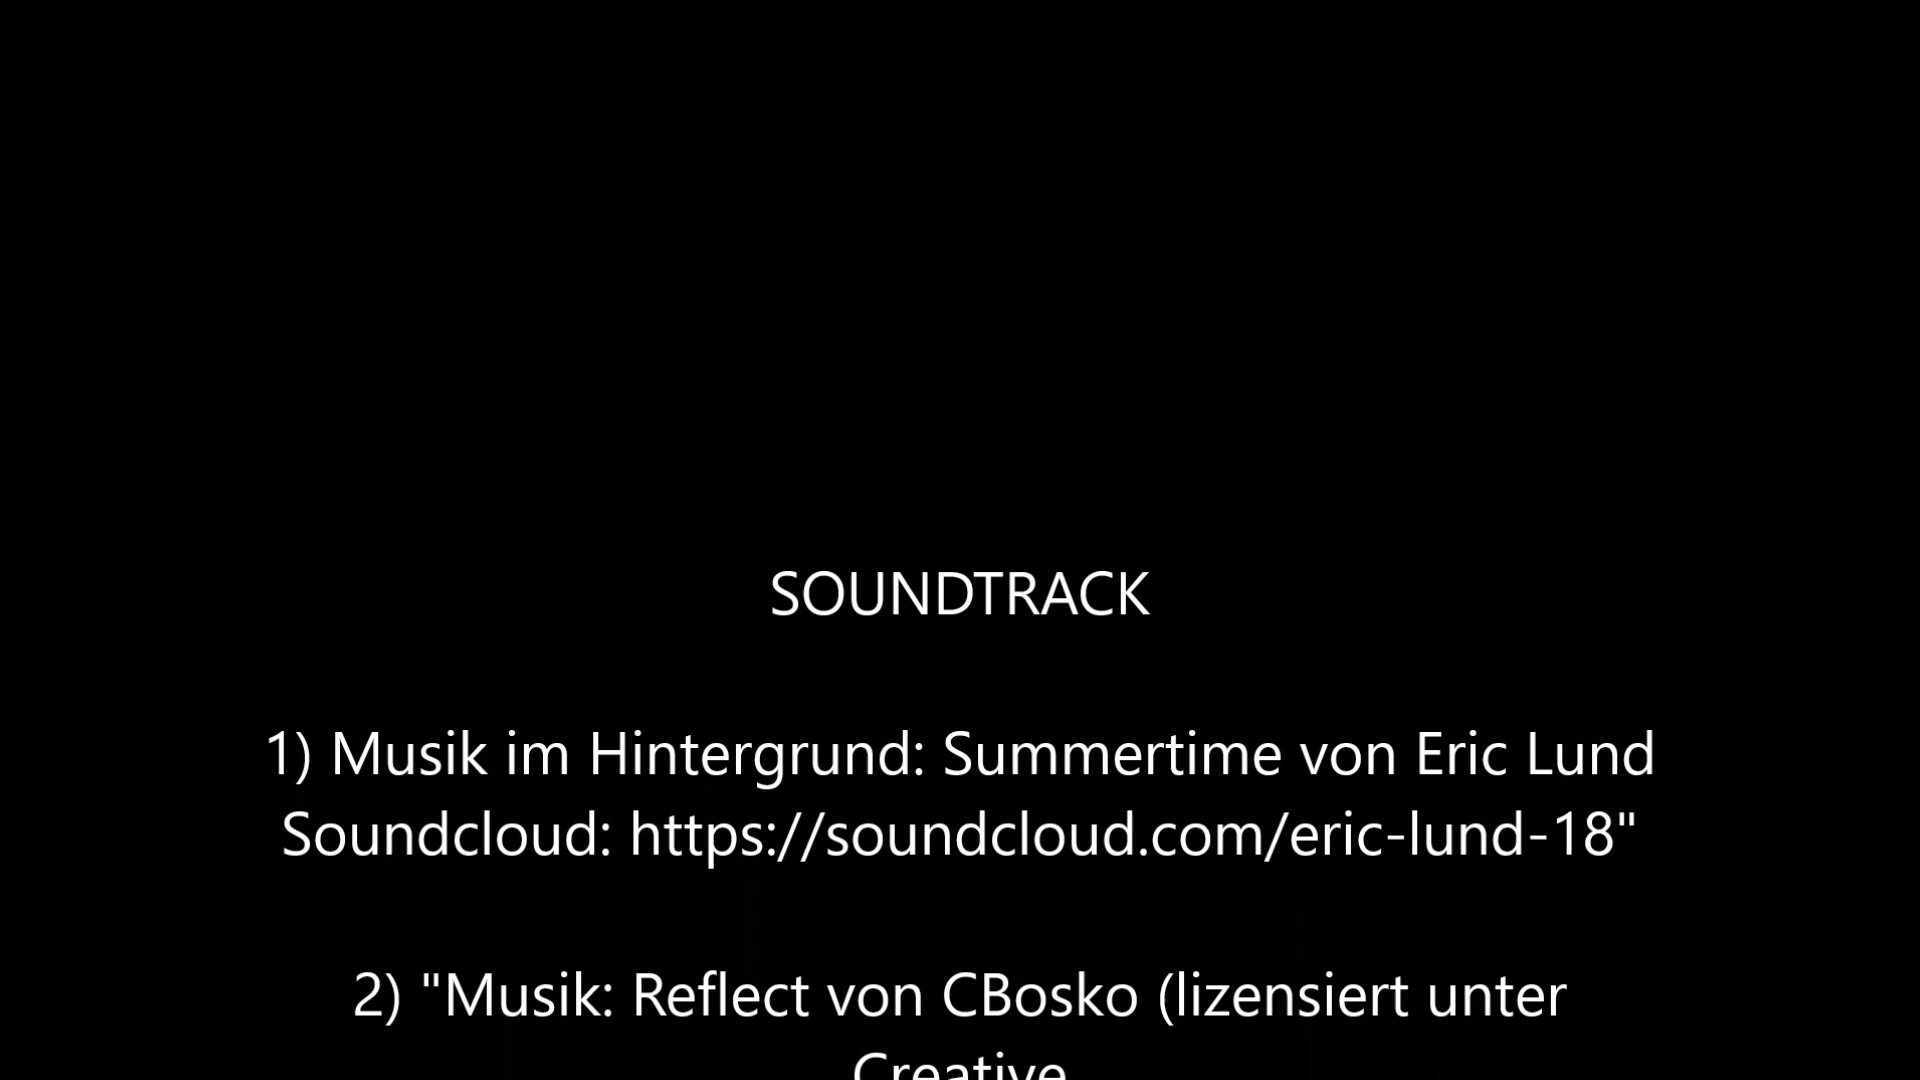 SOUNDTRACK
1) Musik im Hintergrund: Summertime von Eric Lund
Soundcloud: https://soundcloud.com/eric-lund-18"
2) "Musik: Reflect von CBosko (lizensiert unter
Creative